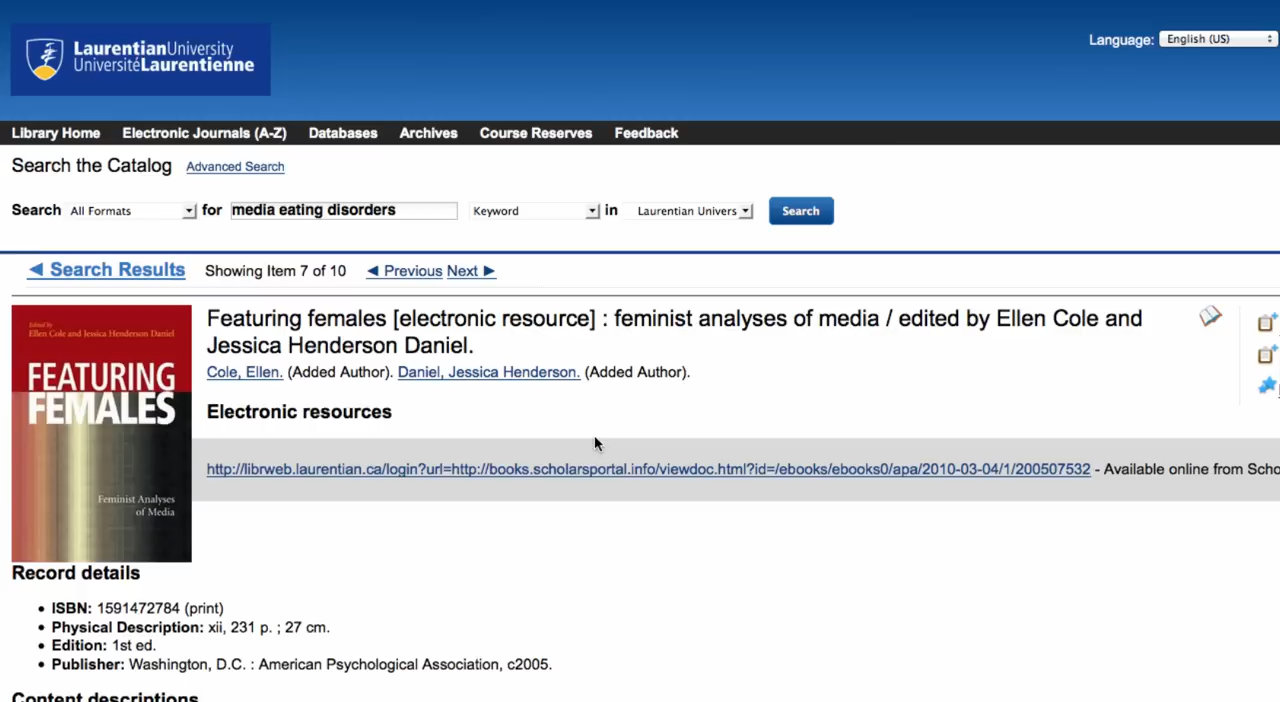 LaurentianUniversity
UniversitéLaurentienne
Language: English (US)
Library Home Electronic Journals (A-Z) Databases Archives Course Reserves Feedback
Search the Catalog Advanced Search
Search All Formats for media eating disorders Keyword in Laurentian Univers Search
◄ Search Results Showing Item 7 of 10 ◄ Previous Next ►
Edited by
Ellen Cole and Jessica Henderson Daniel
FEATURING
FEMALES
Feminist Analyses
of Media
Featuring females [electronic resource] : feminist analyses of media / edited by Ellen Cole and
Jessica Henderson Daniel.
Cole, Ellen. (Added Author). Daniel, Jessica Henderson. (Added Author).
Electronic resources
http://librweb.laurentian.ca/login?url=http://books.scholarsportal.info/viewdoc.html?id=/ebooks/ebooks0/apa/2010-03-04/1/200507532 - Available online from Scho
Record details
• ISBN: 1591472784 (print)
• Physical Description: xii, 231 p. ; 27 cm.
• Edition: 1st ed.
• Publisher: Washington, D.C. : American Psychological Association, c2005.
Content descriptions